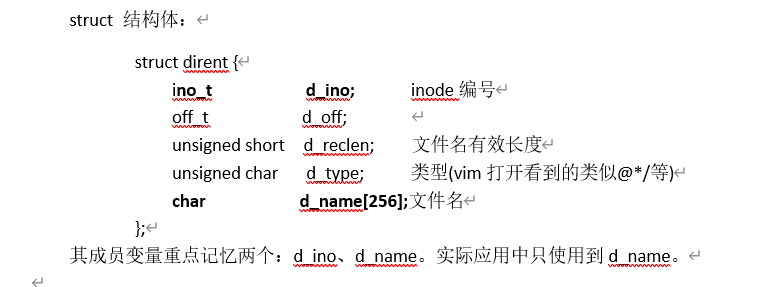 struct 结构体：
struct dirent {
ino_t d_ino; inode 编号
off_t d_off;
unsigned short d_reclen; 文件名有效长度
unsigned char d_type; 类型(vim 打开看到的类似@*/等)
char d_name[256];文件名
};
其成员变量重点记忆两个：d_ino、d_name。实际应用中只使用到 d_name。